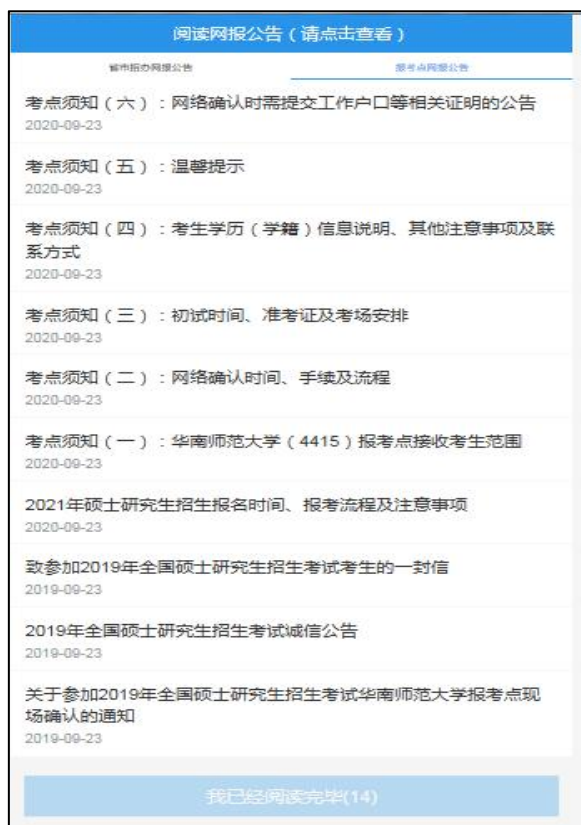 阅读网报公告（请点击查看）
省市招办网报公告
报考点网报公告
考点须知（六）：网络确认时需提交工作户口等相关证明的公告
2020-09-23
考点须知（五）：温馨提示
2020-09-23
考点须知（四）：考生学历（学籍）信息说明、其他注意事项及联
系方式
2020-09-23
考点须知（三）：初试时间、准考证及考场安排
2020-09-23
考点须知（二）：网络确认时间、手续及流程
2020-09-23
考点须知（一）：华南师范大学（4415）报考点接收考生范围
2020-09-23
2021年硕士研究生招生报名时间、报考流程及注意事项
2020-09-23
致参加2019年全国硕士研究生招生考试考生的一封信
2019-09-23
2019年全国硕士研究生招生考试诚信公告
2019-09-23
关于参加2019年全国硕士研究生招生考试华南师范大学报考点现
场确认的通知
2019-09-23
我已经阅读完毕(14)